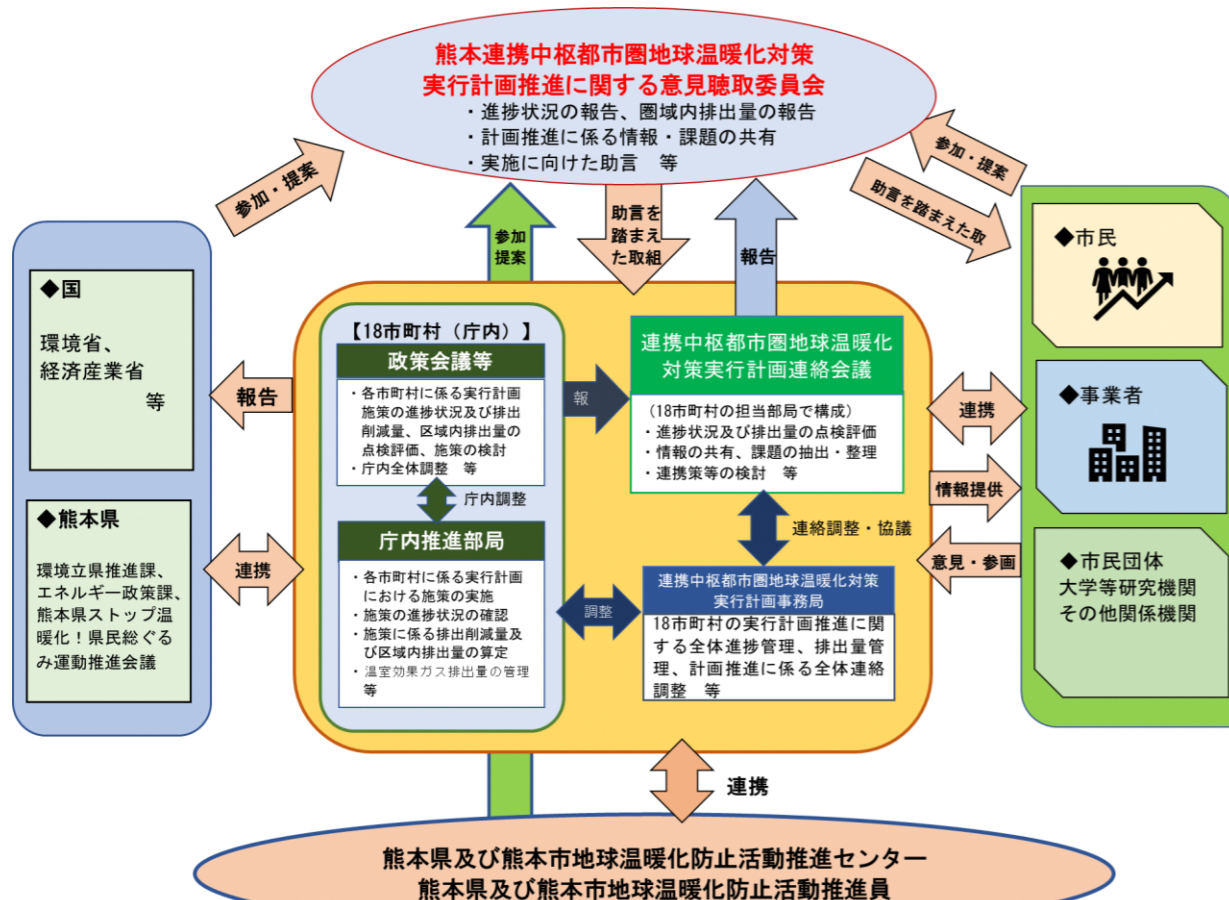 熊本連携中枢都市圏地球温暖化対策
実行計画推進に関する意見聴取委員会
・進捗状況の報告、圏域内排出量の報告
・計画推進に係る情報・課題の共有
・実施に向けた助言　等
参加・提案
参加
提案
助言を
踏まえ
た取組
報告
参加・提案
助言を踏まえた取
◆国
環境省、
経済産業省
等
◆熊本県
環境立県推進課、
エネルギー政策課、
熊本県ストップ温
暖化！県民総ぐる
み運動推進会議
報告
連携
【18市町村（庁内）】
政策会議等
・各市町村に係る実行計画
施策の進捗状況及び排出
削減量、区域内排出量の
点検評価、施策の検討
・庁内全体調整　等
庁内調整
庁内推進部局
・各市町村に係る実行計画
における施策の実施
・施策の進捗状況の確認
・施策に係る排出削減量及
び区域内排出量の算定
・温室効果ガス排出量の管理
等
報
調整
連携中枢都市圏地球温暖化
対策実行計画連絡会議
（18市町村の担当部局で構成）
・進捗状況及び排出量の点検評価
・情報の共有、課題の抽出・整理
・連携策等の検討　等
連絡調整・協議
連携中枢都市圏地球温暖化対策
実行計画事務局
18市町村の実行計画推進に関
する全体進捗管理、排出量管
理、計画推進に係る全体連絡
調整　等
連携
情報提供
意見・参画
◆市民
◆事業者
◆市民団体
大学等研究機関
その他関係機関
連携
熊本県及び熊本市地球温暖化防止活動推進センター
熊本県及び熊本市地球温暖化防止活動推進員